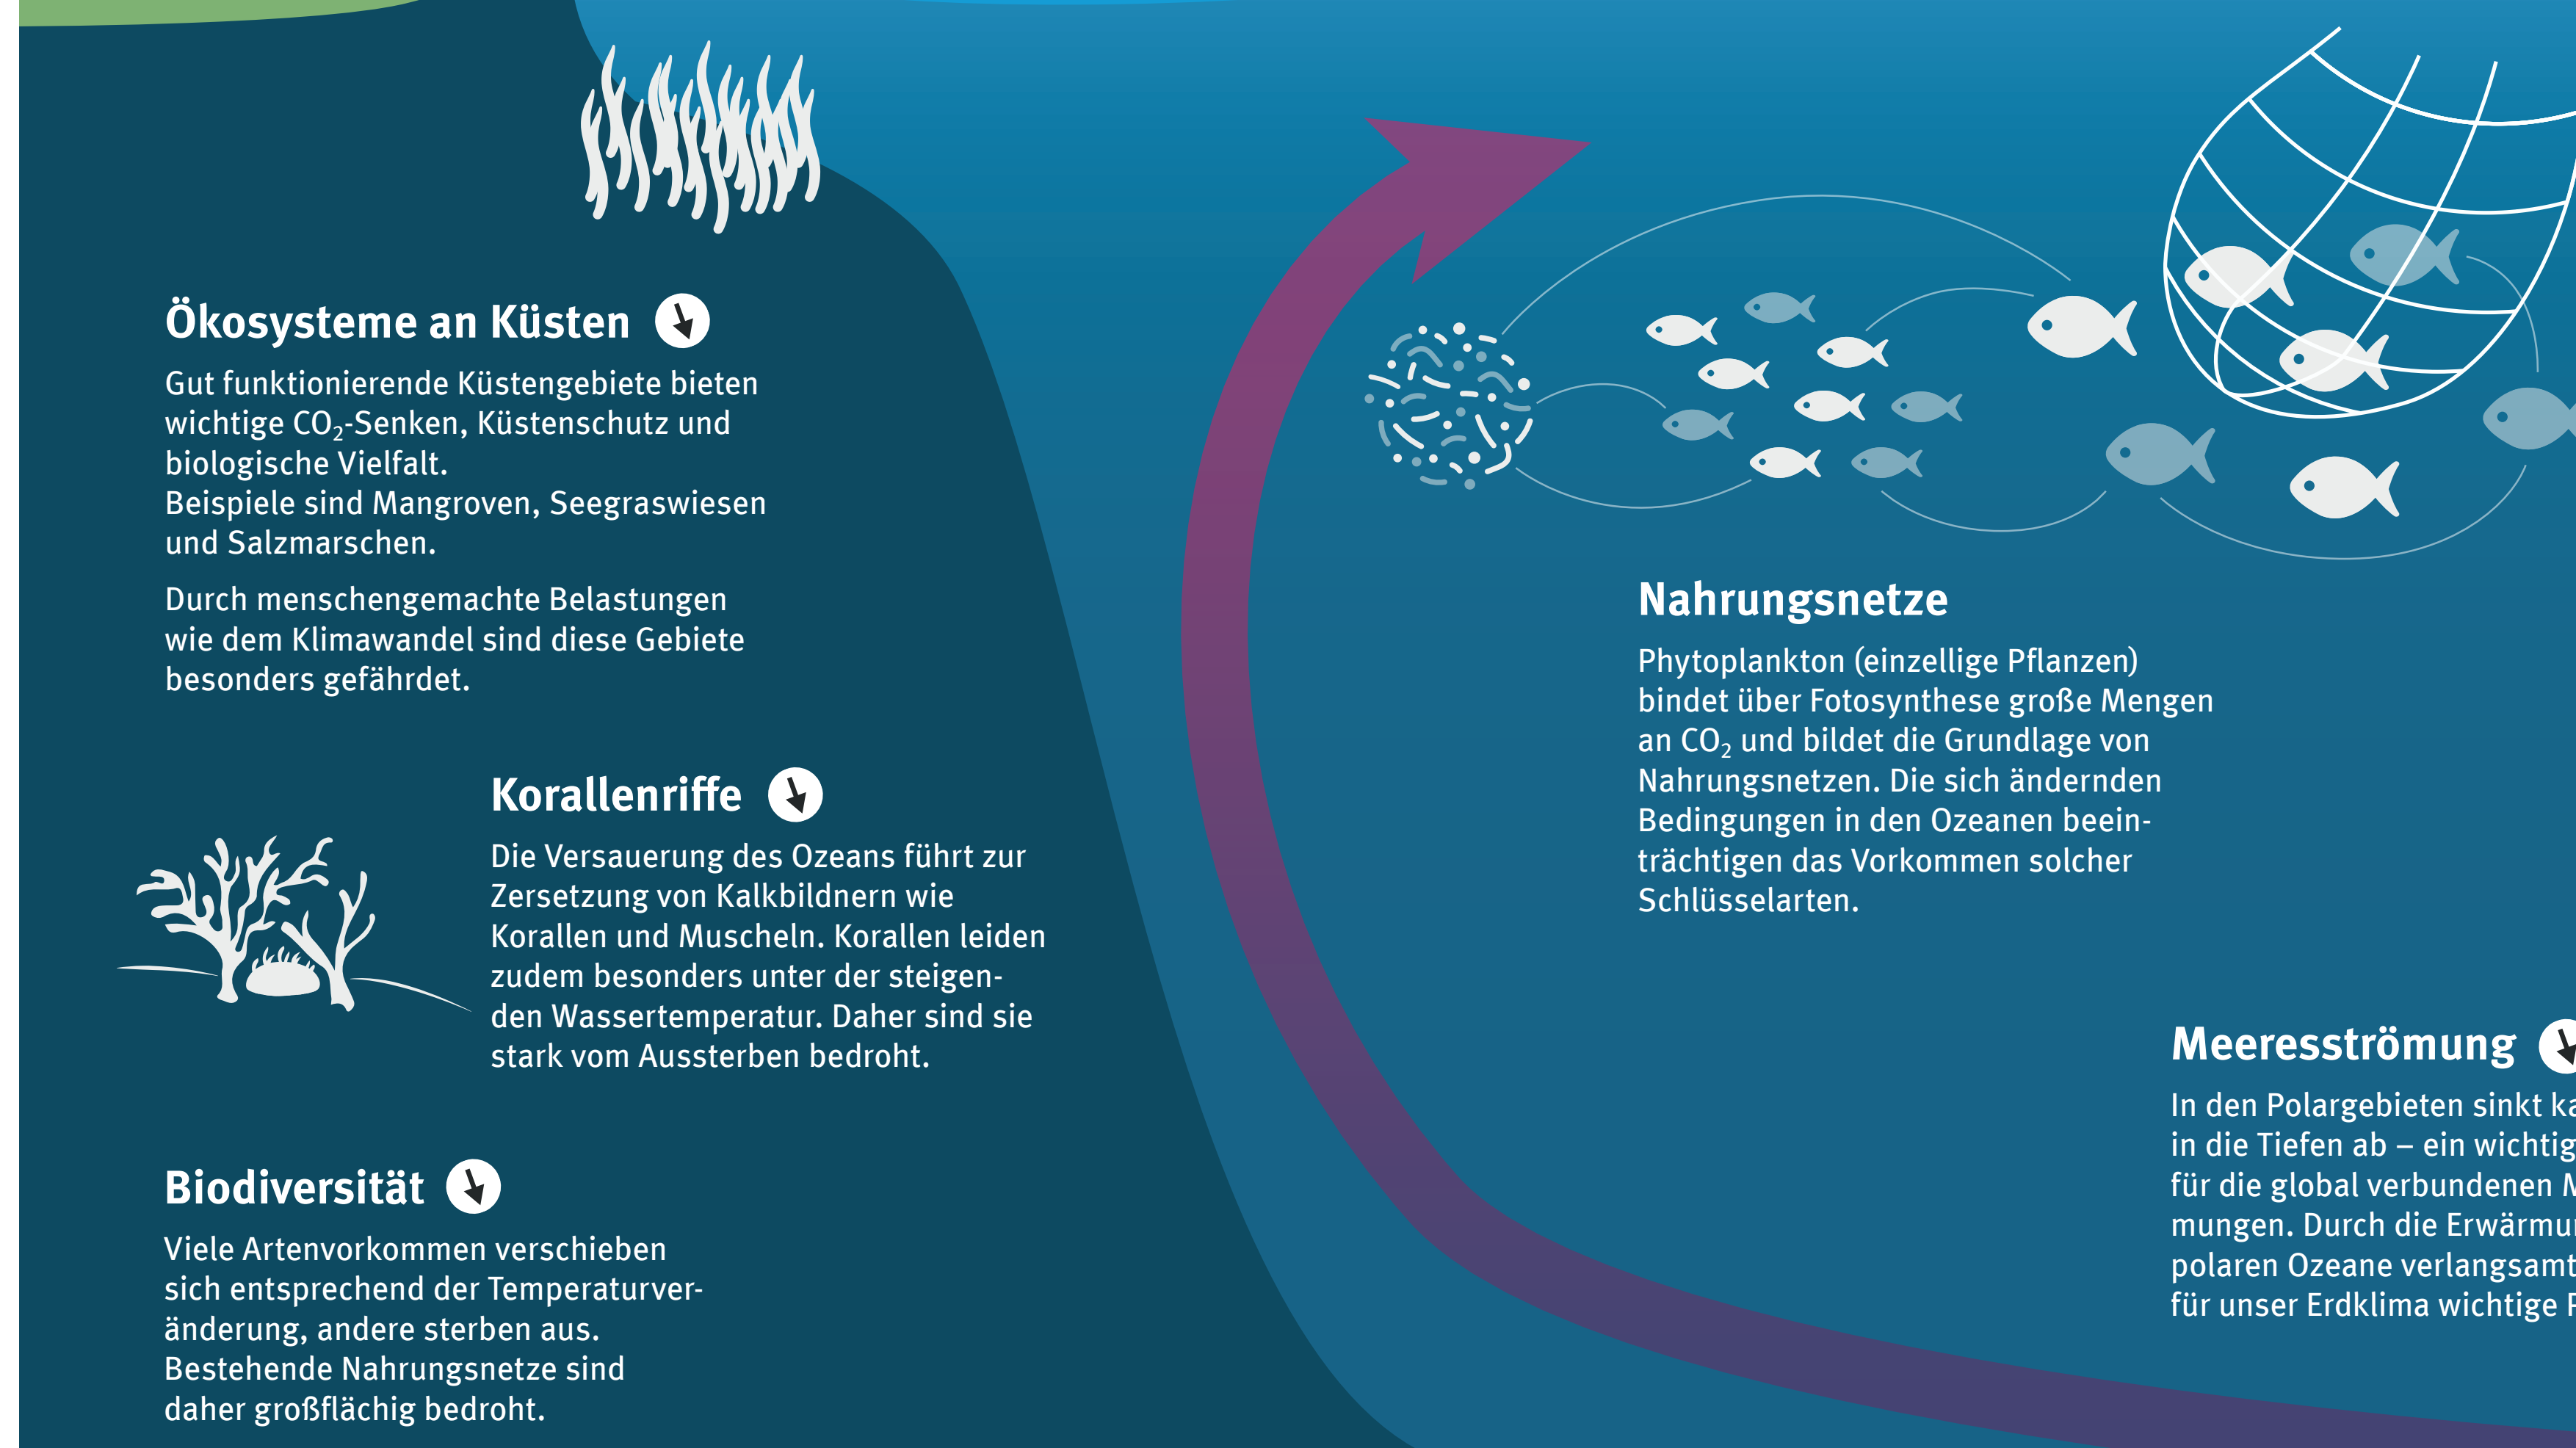 Ökosysteme an Küsten
Gut funktionierende Küstengebiete bieten
wichtige CO₂-Senken, Küstenschutz und
biologische Vielfalt.
Beispiele sind Mangroven, Seegraswiesen
und Salzmarschen.
Durch menschengemachte Belastungen
wie dem Klimawandel sind diese Gebiete
besonders gefährdet.
Korallenriffe
Die Versauerung des Ozeans führt zur
Zersetzung von Kalkbildnern wie
Korallen und Muscheln. Korallen leiden
zudem besonders unter der steigen-
den Wassertemperatur. Daher sind sie
stark vom Aussterben bedroht.
Biodiversität
Viele Artenvorkommen verschieben
sich entsprechend der Temperaturver-
änderung, andere sterben aus.
Bestehende Nahrungsnetze sind
daher großflächig bedroht.
Nahrungsnetze
Phytoplankton (einzellige Pflanzen)
bindet über Fotosynthese große Mengen
an CO₂ und bildet die Grundlage von
Nahrungsnetzen. Die sich ändernden
Bedingungen in den Ozeanen beein-
trächtigen das Vorkommen solcher
Schlüsselarten.
Meeresströmung
In den Polargebieten sinkt
in die Tiefen ab – ein
für die global verbundenen
mungen. Durch die
polaren Ozeane verlangsamt
für unser Erdklima wichtige